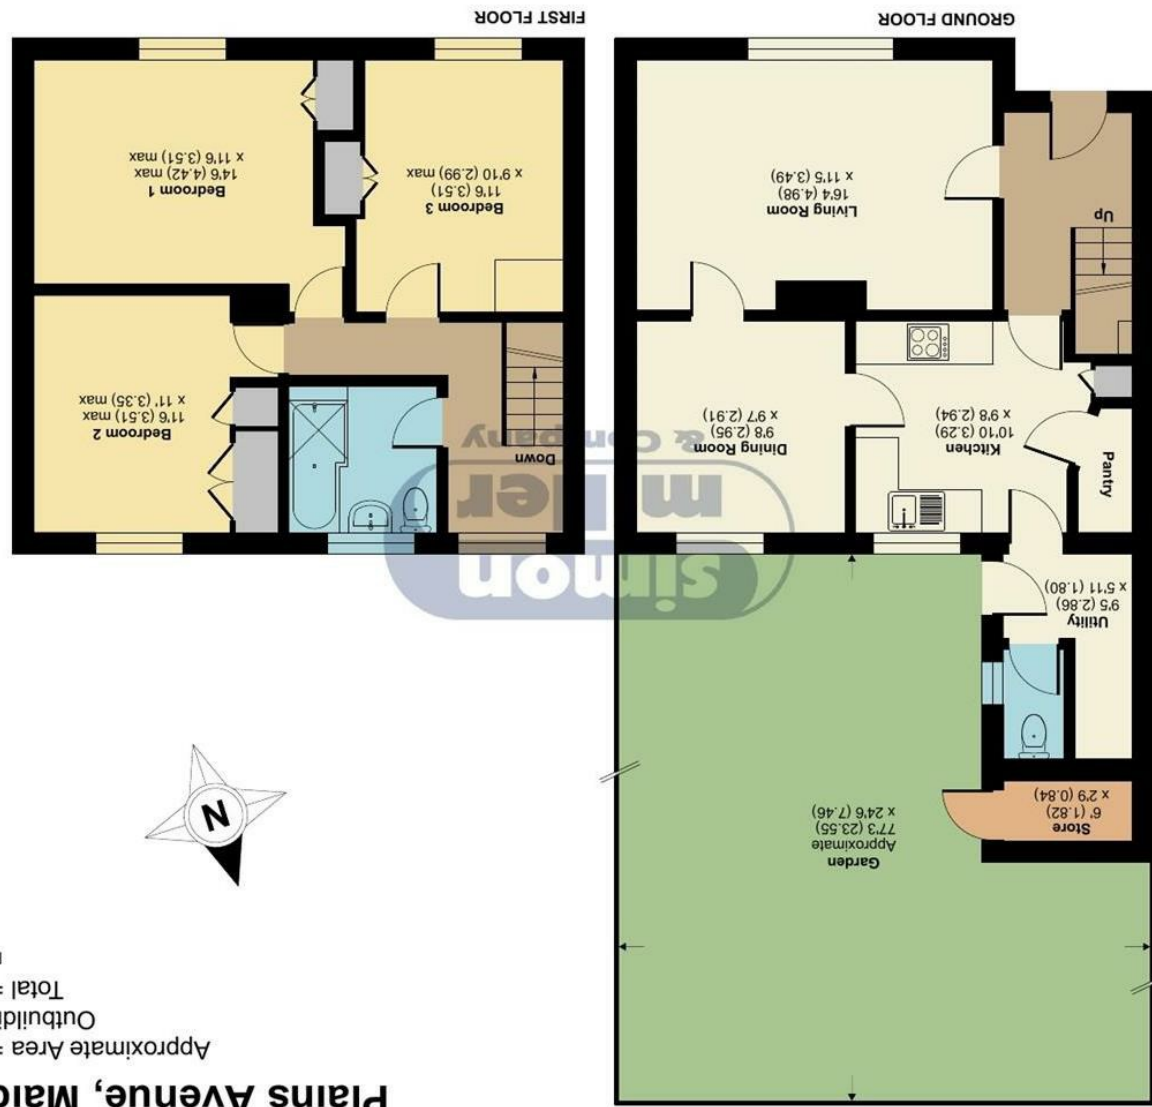 Plains Avenue, Maid
Approximate Area =
Outbuildi
Total =
N
Garden
Approximate
77'3 (23.55)
x 24'6 (7.46)
Store
6' (1.82)
x 2'9 (0.84)
Utility
9'5 (2.86)
x 5'11 (1.80)
Pantry
Kitchen
10'10 (3.29)
x 9'8 (2.94)
Dining Room
9'8 (2.95)
x 9'7 (2.91)
Living Room
16'4 (4.98)
x 11'5 (3.49)
Up
GROUND FLOOR
Down
Bedroom 2
11'6 (3.51) max
x 11' (3.35) max
Bedroom 3
11'6 (3.51)
x 9'10 (2.99) max
Bedroom 1
14'6 (4.42) max
x 11'6 (3.51) max
FIRST FLOOR
simon
miller
& Company